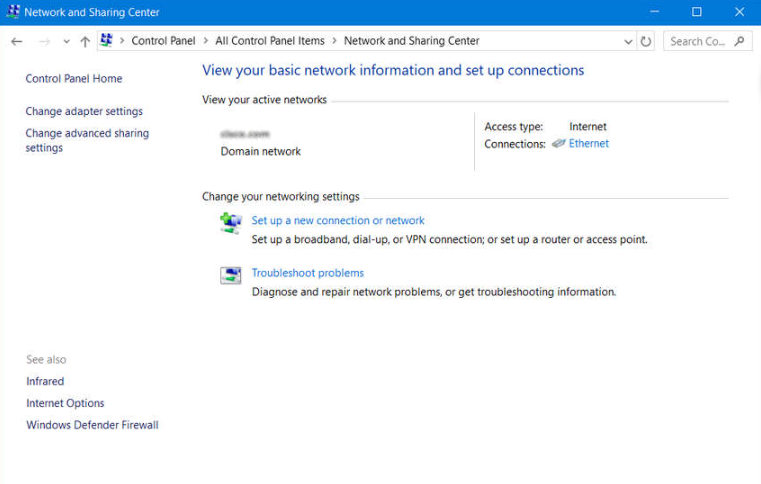 Network and Sharing Center
Control Panel > All Control Panel Items > Network and Sharing Center
Search Co...
Control Panel Home
Change adapter settings
Change advanced sharing
settings
View your basic network information and set up connections
View your active networks
Domain network
Access type: Internet
Connections: Ethernet
Change your networking settings
Set up a new connection or network
Set up a broadband, dial-up, or VPN connection; or set up a router or access point.
Troubleshoot problems
Diagnose and repair network problems, or get troubleshooting information.
See also
Infrared
Internet Options
Windows Defender Firewall